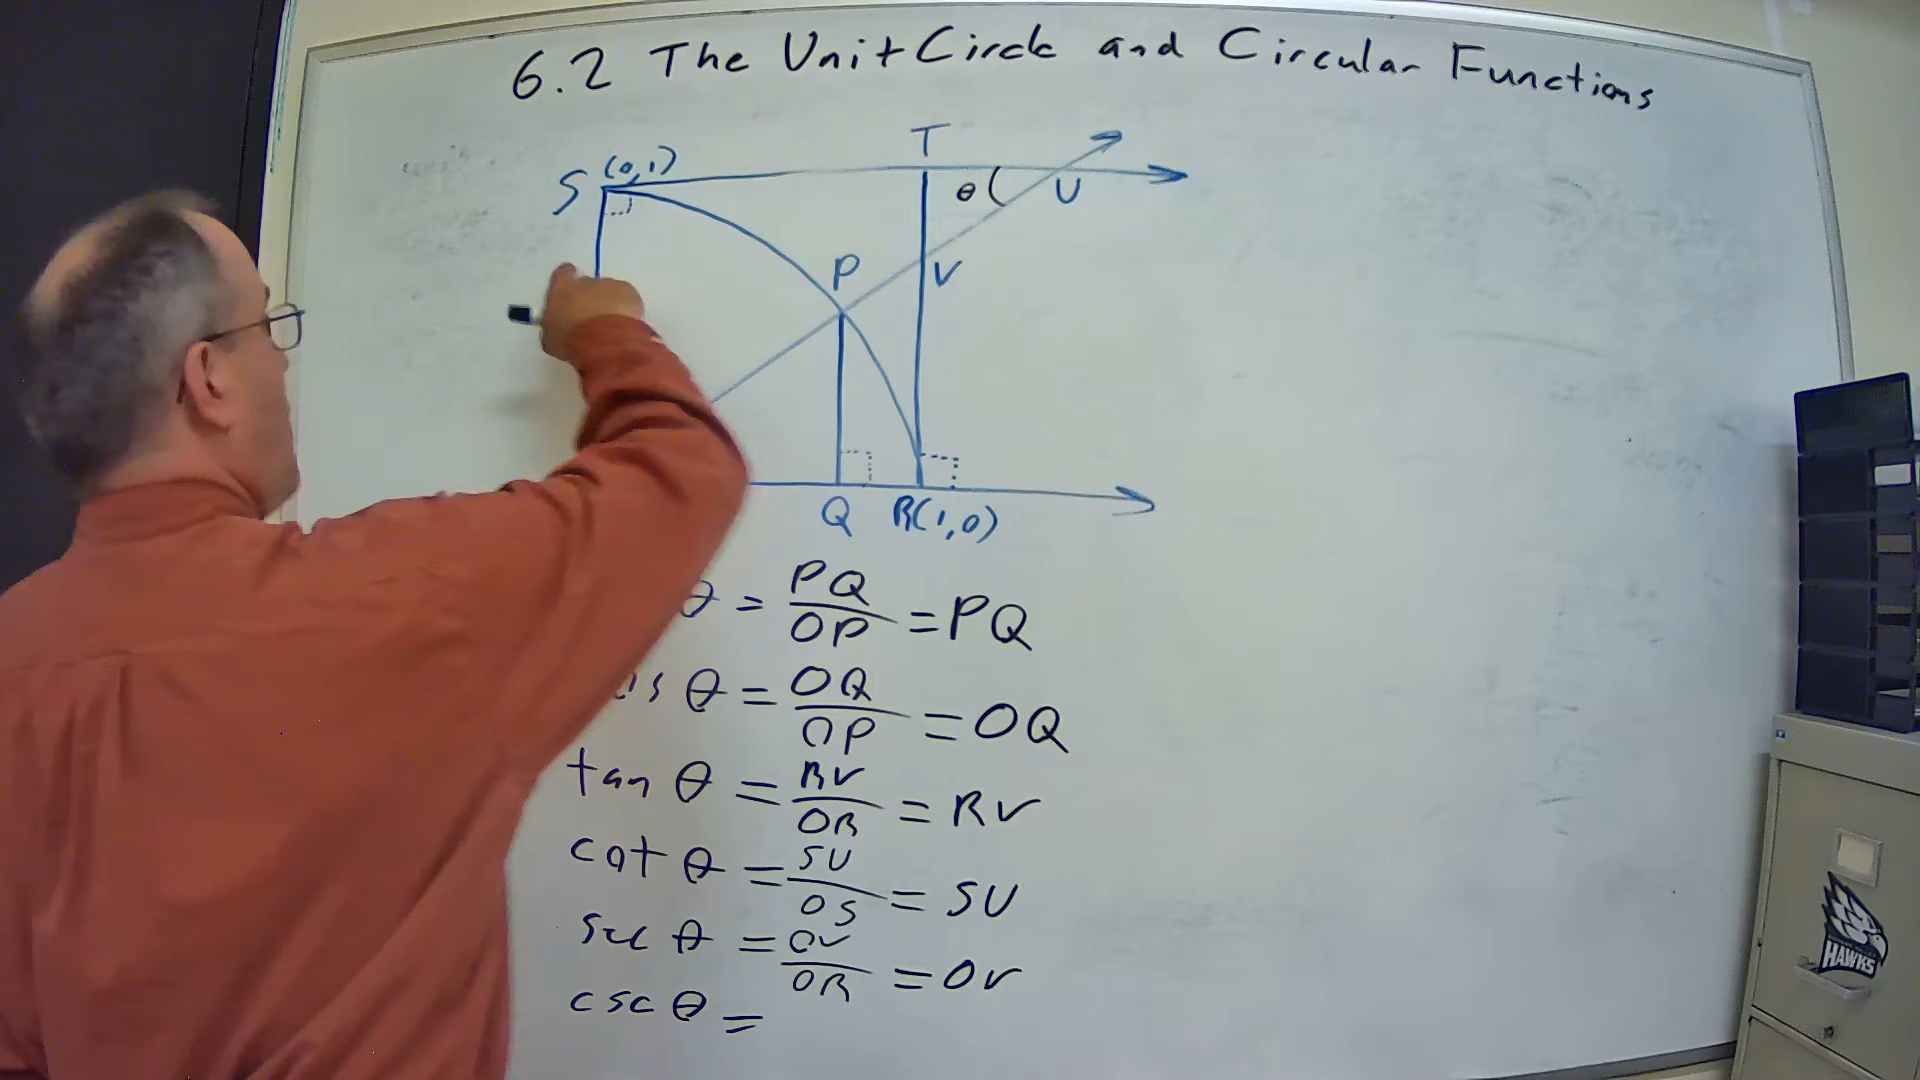 6.2 The Unit Circle and Circular Functions
T
S (0,1)
θ
U
P
V
Q R(1,0)
θ = PQ/OP = PQ
os θ = OQ/OP = OQ
tan θ = RV/OR = RV
cot θ = SU/OS = SU
sec θ = OV/OR = OV
csc θ =
HAWKS